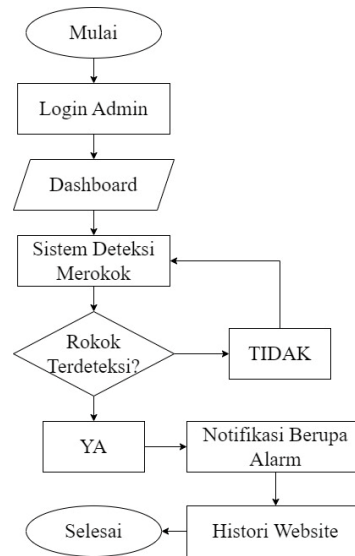 Mulai
Login Admin
Dashboard
Sistem Deteksi
Merokok
Rokok
Terdeteksi?
TIDAK
YA
Notifikasi Berupa
Alarm
Selesai
Histori Website